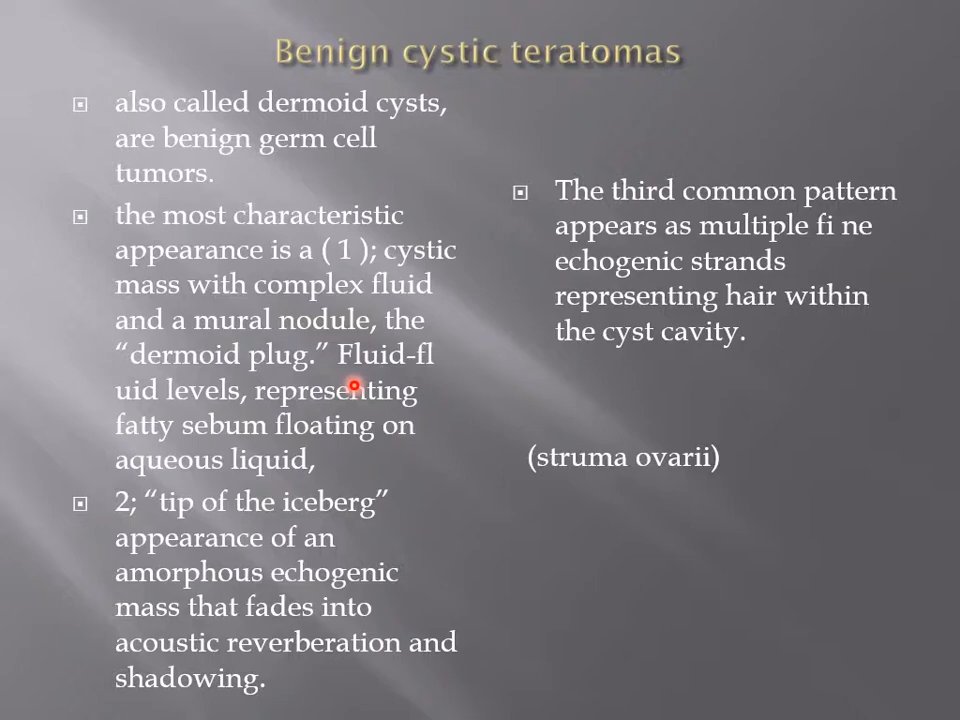 Benign cystic teratomas
also called dermoid cysts,
are benign germ cell
tumors.
the most characteristic
appearance is a ( 1 ); cystic
mass with complex fluid
and a mural nodule, the
“dermoid plug.” Fluid-fl
uid levels, representing
fatty sebum floating on
aqueous liquid,
2; “tip of the iceberg”
appearance of an
amorphous echogenic
mass that fades into
acoustic reverberation and
shadowing.
The third common pattern
appears as multiple fi ne
echogenic strands
representing hair within
the cyst cavity.
(struma ovarii)